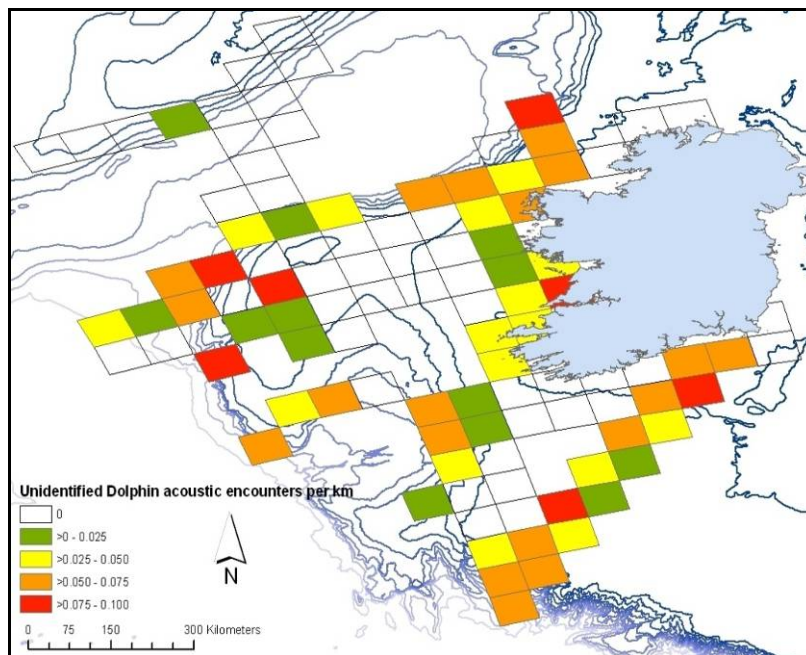 Unidentified Dolphin acoustic encounters per km
0
>0 - 0.025
>0.025 - 0.050
>0.050 - 0.075
>0.075 - 0.100
N
0 75 150 300 Kilometers